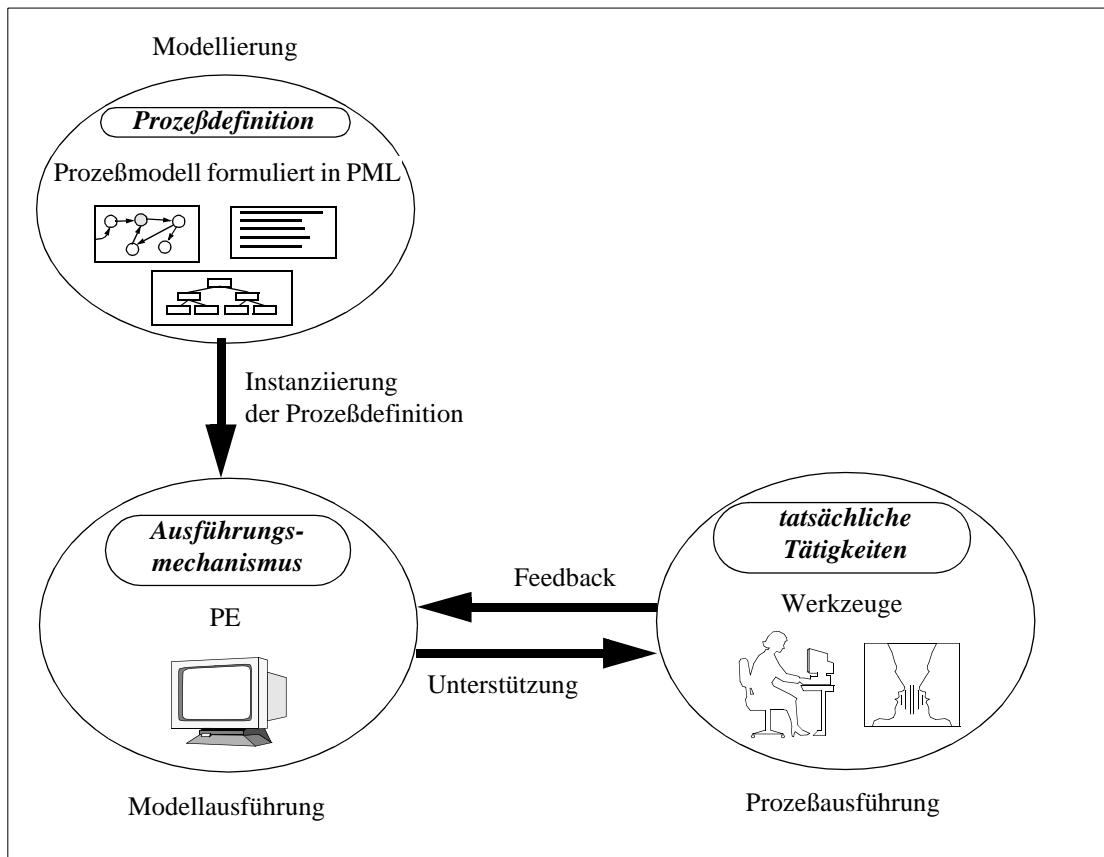 Modellierung
Prozeßdefinition
Prozeßmodell formuliert in PML
Instanziierung
der Prozeßdefinition
Ausführungs-
mechanismus
PE
Modellausführung
Feedback
Unterstützung
tatsächliche
Tätigkeiten
Werkzeuge
Prozeßausführung